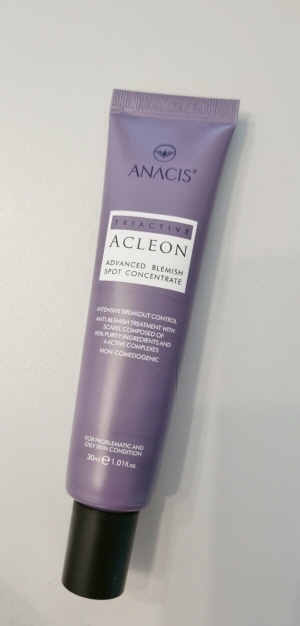 ANACIS®
TRIACTIVE
ACLEON
ADVANCED BLEMISH
SPOT CONCENTRATE
INTENSIVE BREAKOUT CONTROL
ANTI-BLEMISH TREATMENT WITH
COMPOSED OF
PURITY INGREDIENTS AND
4 ACTIVE COMPLEXES
NON-COMEDOGENIC
FOR PROBLEMATIC AND
OILY SKIN CONDITION
30ml e 1.01fl.oz.